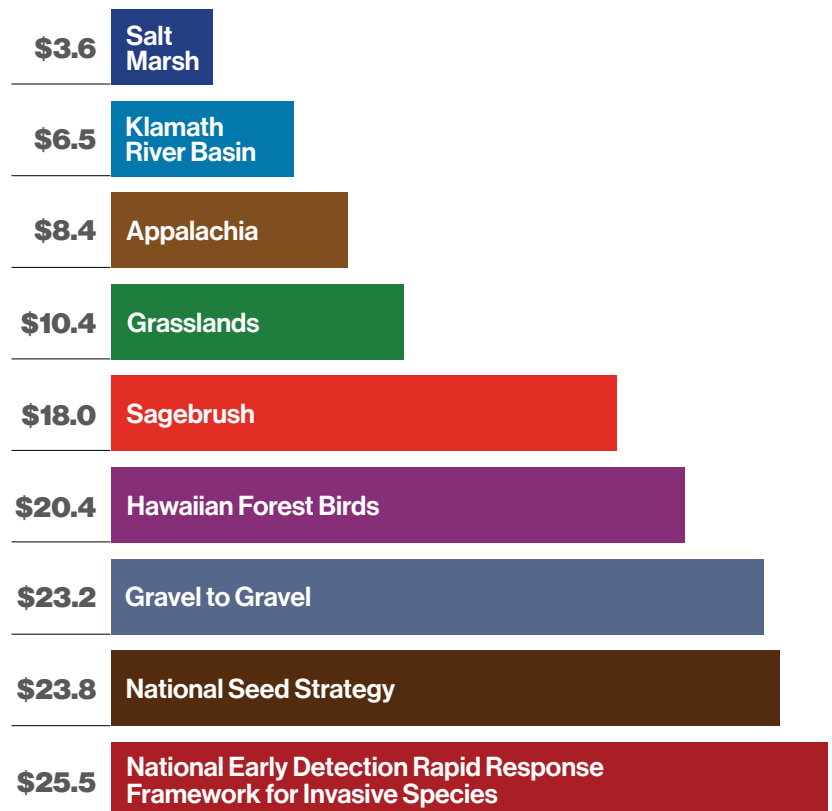 $3.6
Salt
Marsh
$6.5
Klamath
River Basin
$8.4
Appalachia
$10.4
Grasslands
$18.0
Sagebrush
$20.4
Hawaiian Forest Birds
$23.2
Gravel to Gravel
$23.8
National Seed Strategy
$25.5
National Early Detection Rapid Response
Framework for Invasive Species